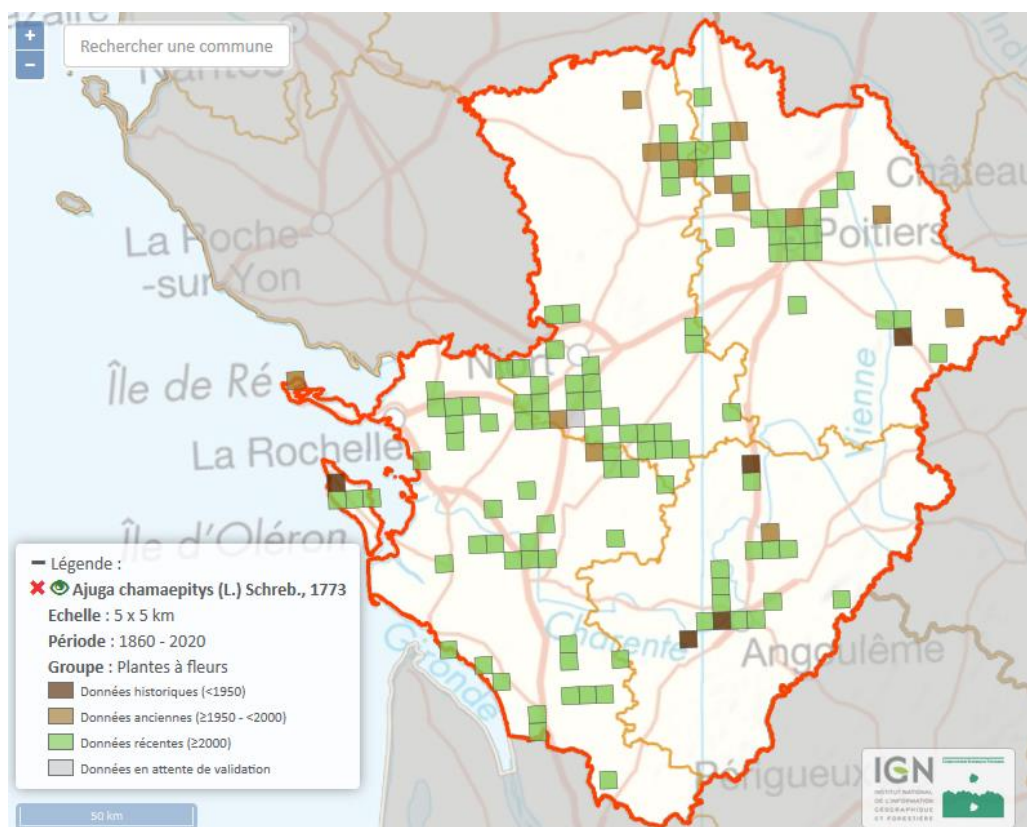 +
Rechercher une commune
−
Nantes
Châteaux
La Roche-
-sur Yon
Poitiers
Île de Ré
Niort
Vienne
La Rochelle
Île d'Oléron
Légende :
Ajuga chamaepitys (L.) Schreb., 1773
Echelle : 5 x 5 km
Période : 1860 - 2020
Groupe : Plantes à fleurs
Données historiques (<1950)
Données anciennes (≥1950 - <2000)
Données récentes (≥2000)
Données en attente de validation
Gironde
Charente
Angoulême
Périgueux
IGN
INSTITUT NATIONAL
DE L'INFORMATION
GÉOGRAPHIQUE
ET FORESTIÈRE
50 km